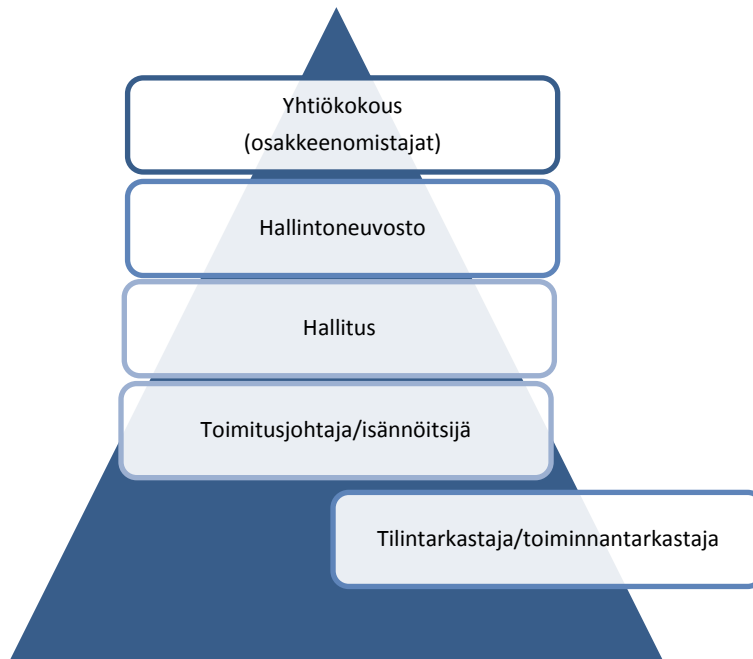 Yhtiökokous
(osakkeenomistajat)
Hallintoneuvosto
Hallitus
Toimitusjohtaja/isännöitsijä
Tilintarkastaja/toiminnantarkastaja